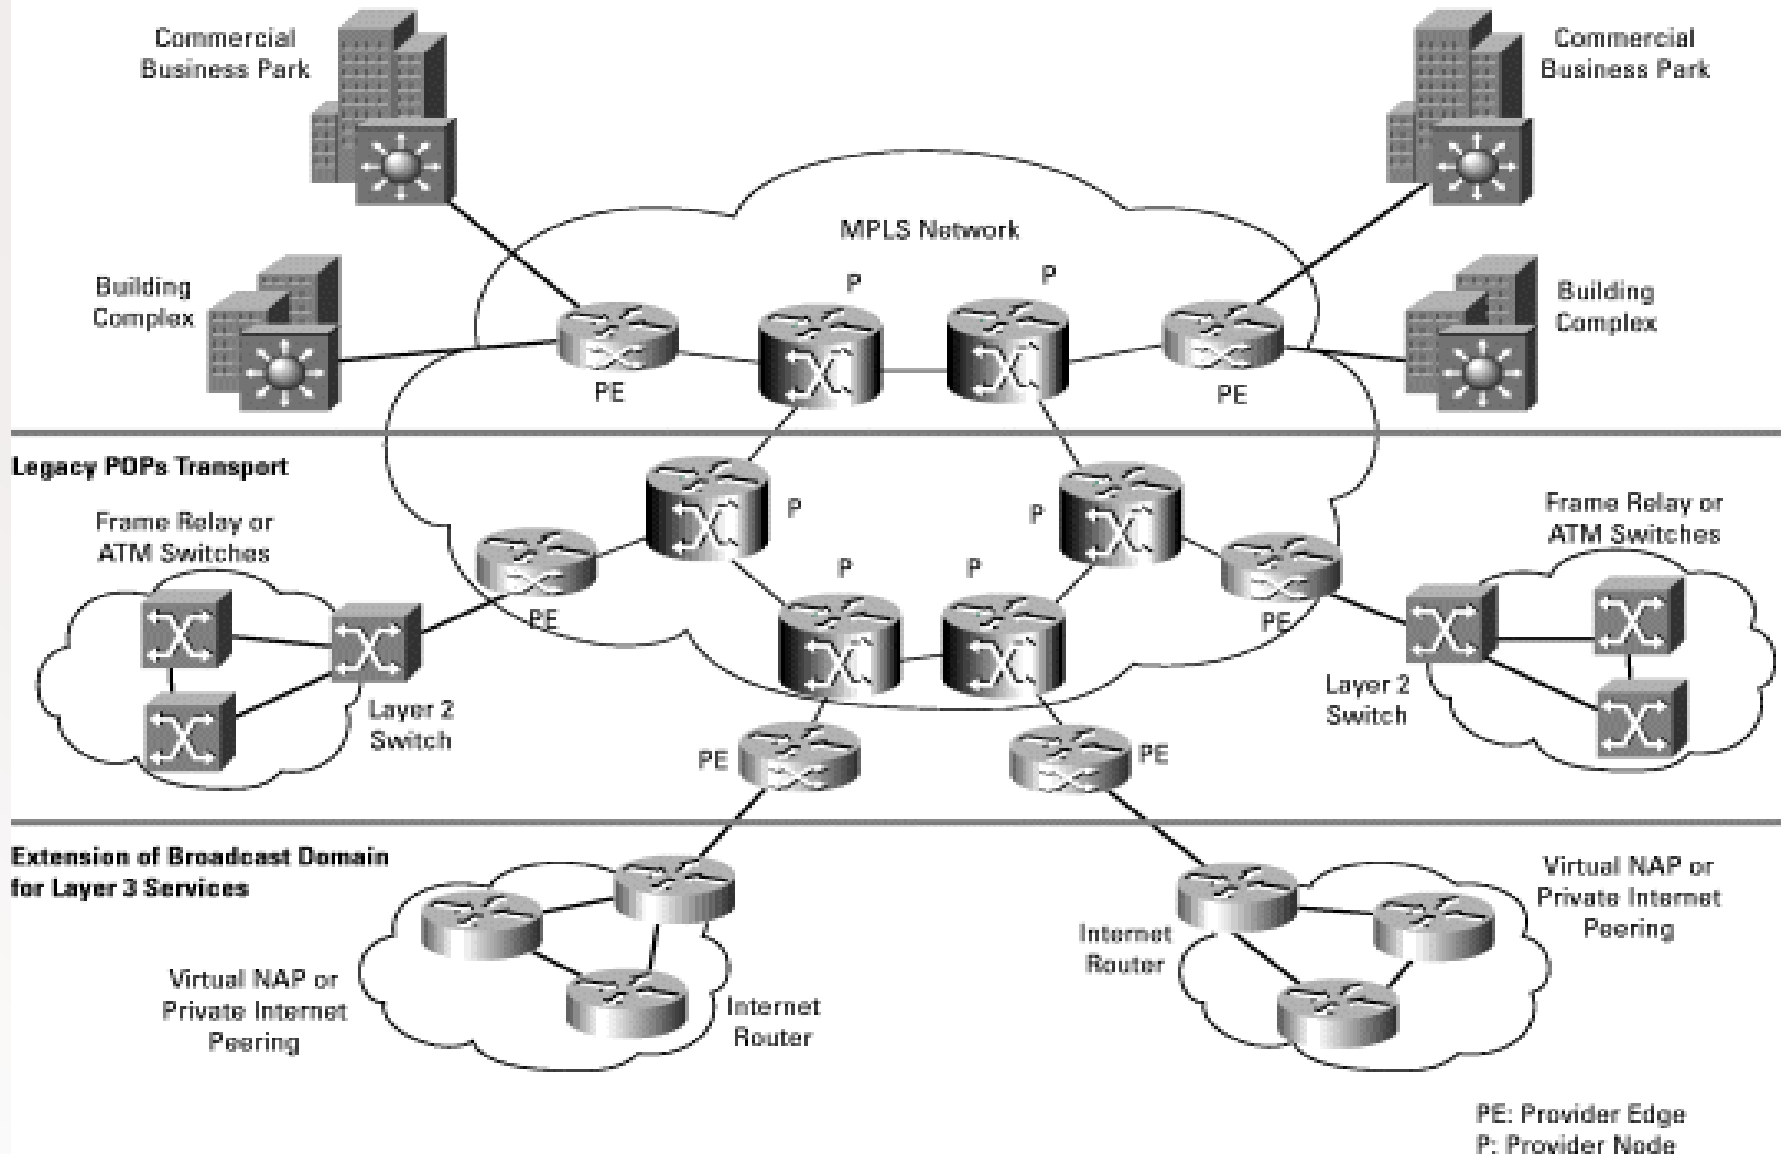 Commercial
Business Park
Commercial
Business Park
MPLS Network
Building
Complex
P
P
Building
Complex
PE
PE
Legacy POPs Transport
Frame Relay or
ATM Switches
P
P
Frame Relay or
ATM Switches
P
P
PE
PE
Layer 2
Switch
Layer 2
Switch
PE
PE
Extension of Broadcast Domain
for Layer 3 Services
Virtual NAP or
Private Internet
Peering
Internet
Router
Virtual NAP or
Private Internet
Peering
Internet
Router
PE: Provider Edge
P: Provider Node